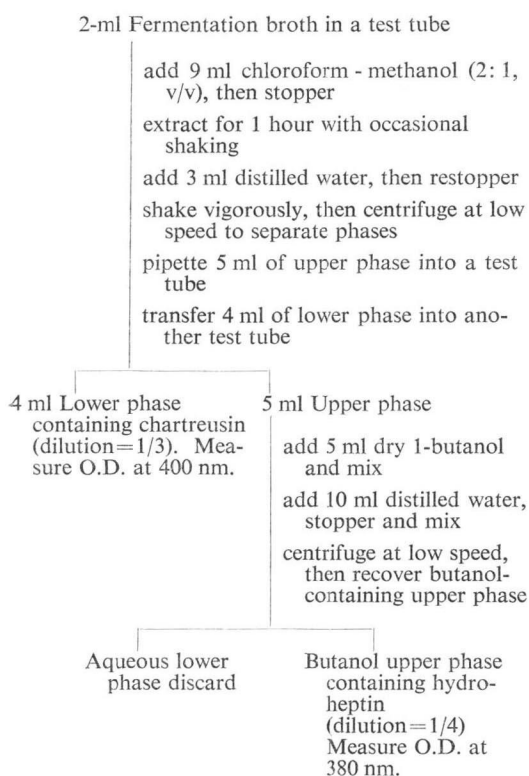 2-ml Fermentation broth in a test tube
add 9 ml chloroform - methanol (2: 1,
v/v), then stopper
extract for 1 hour with occasional
shaking
add 3 ml distilled water, then restopper
shake vigorously, then centrifuge at low
speed to separate phases
pipette 5 ml of upper phase into a test
tube
transfer 4 ml of lower phase into ano-
ther test tube
4 ml Lower phase
containing chartreusin
(dilution=1/3). Mea-
sure O.D. at 400 nm.
5 ml Upper phase
add 5 ml dry 1-butanol
and mix
add 10 ml distilled water,
stopper and mix
centrifuge at low speed,
then recover butanol-
containing upper phase
Aqueous lower
phase discard
Butanol upper phase
containing hydro-
heptin
(dilution=1/4)
Measure O.D. at
380 nm.